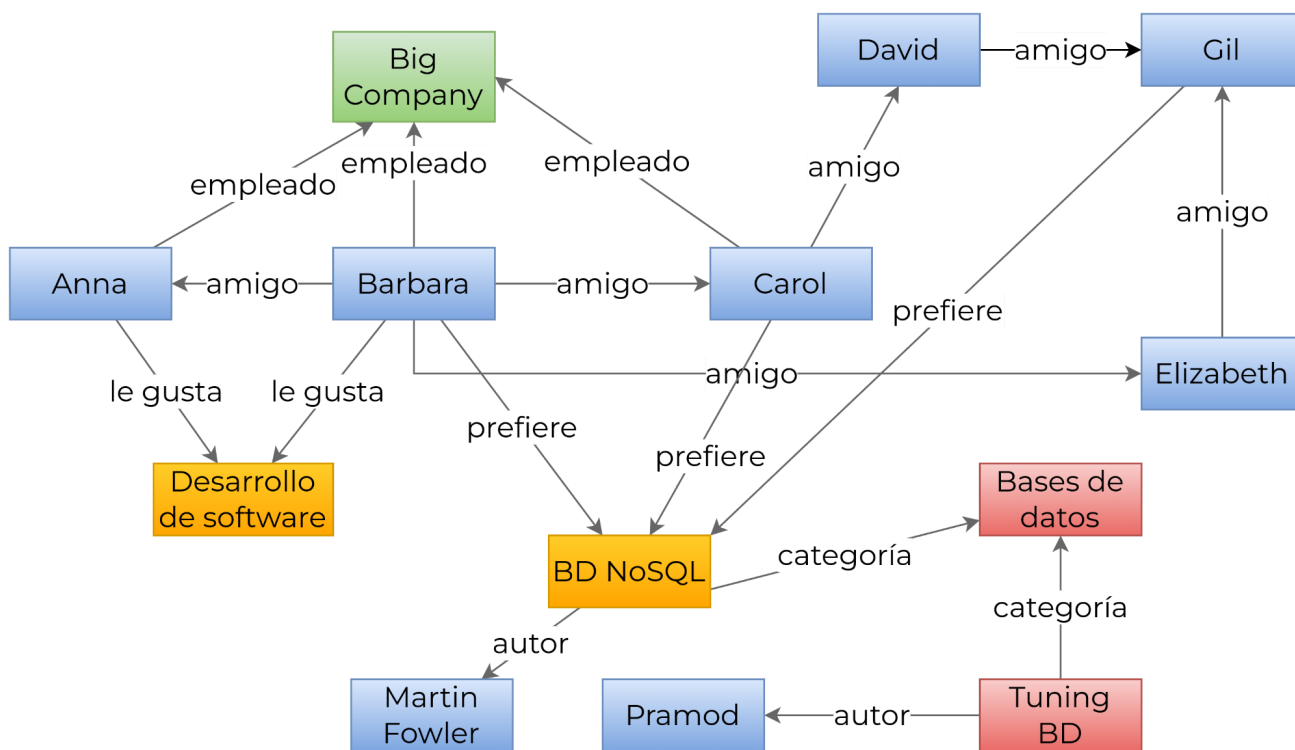 David
amigo
Gil
Big
Company
empleado
empleado
empleado
amigo
amigo
Anna
amigo
Barbara
amigo
Carol
prefiere
amigo
Elizabeth
le gusta
le gusta
prefiere
prefiere
Desarrollo
de software
Bases de
datos
BD NoSQL
categoría
categoría
autor
Martin
Fowler
Pramod
autor
Tuning
BD